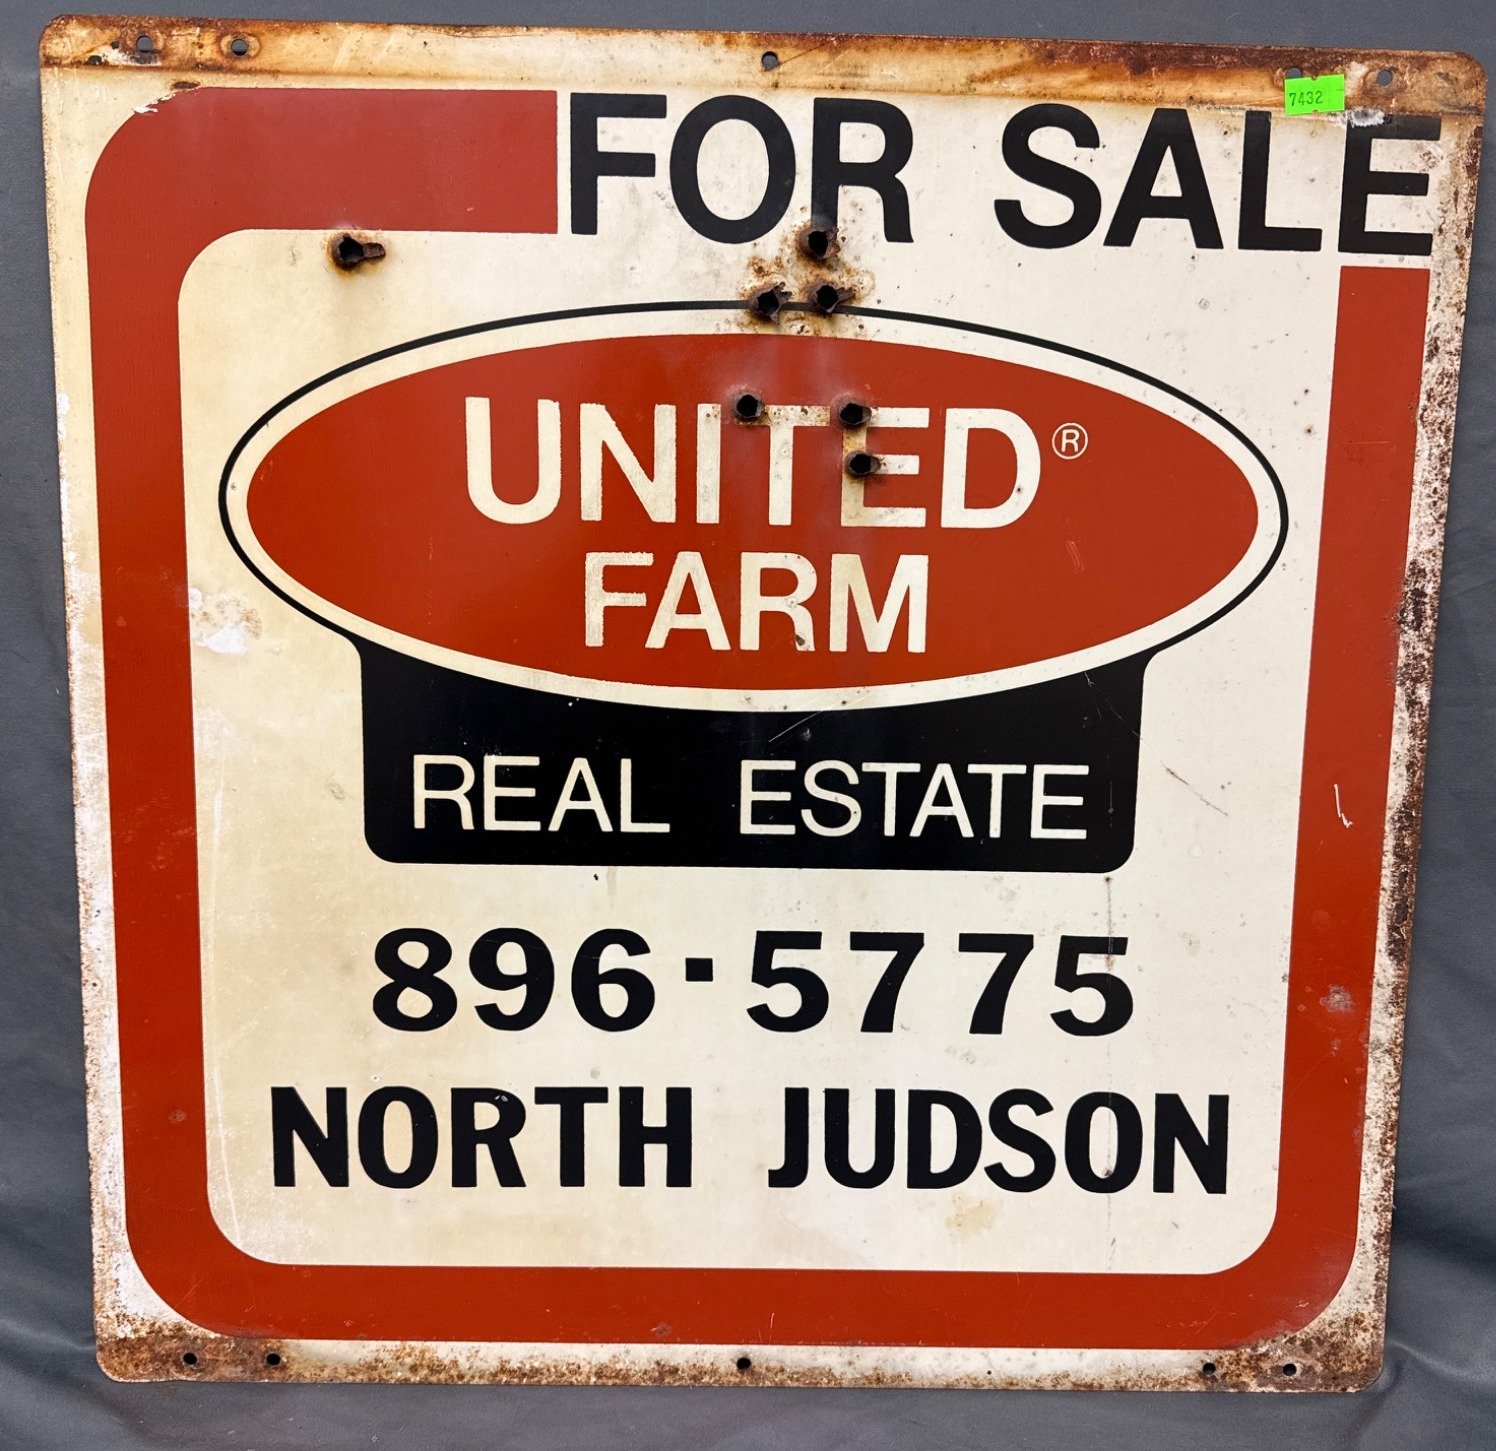 7432
FOR SALE
UNITED®
FARM
REAL ESTATE
896-5775
NORTH JUDSON